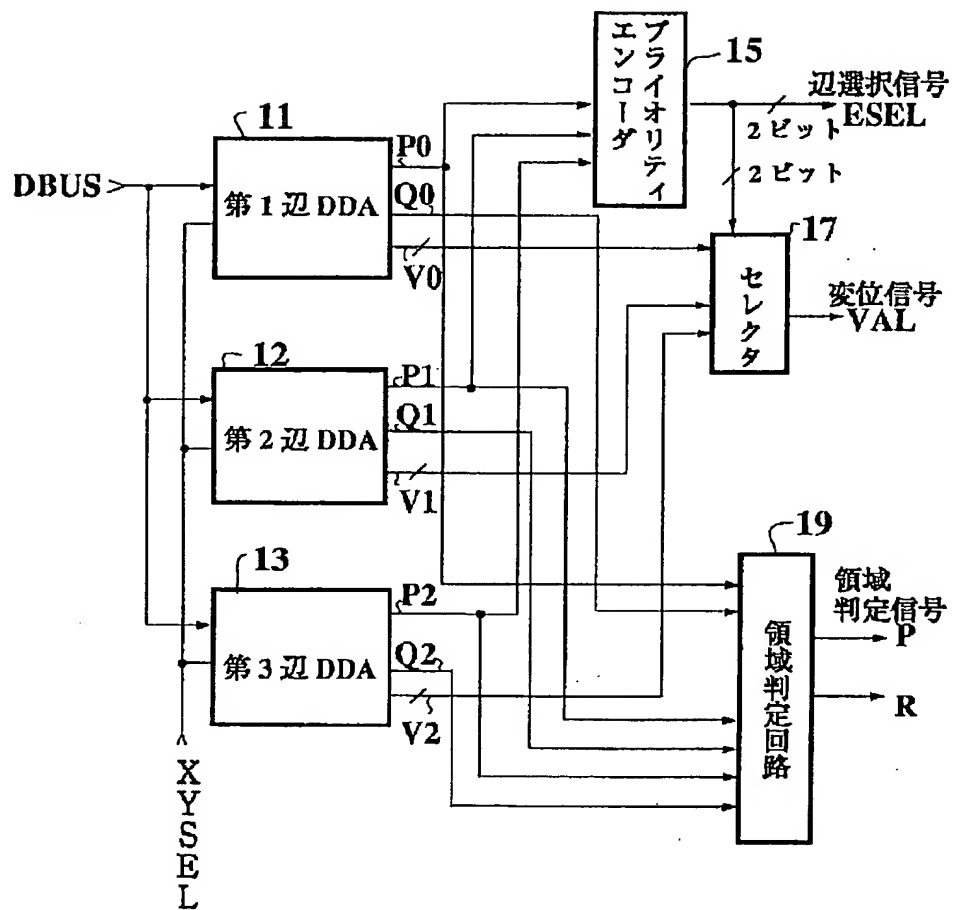 プライオリティ
エンコーダ
15
辺選択信号
ESEL
2ビット
2ビット
11
P0
Q0
V0
DBUS
第1辺DDA
17
セレクタ
変位信号
VAL
12
P1
Q1
V1
第2辺DDA
13
P2
Q2
V2
第3辺DDA
19
領域判定回路
領域
判定信号
P
R
XYSEL